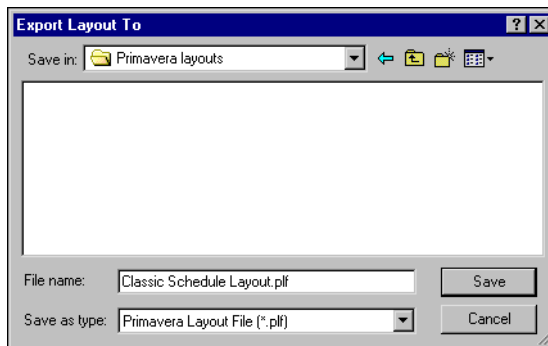 Export Layout To
Save in: Primavera layouts
File name: Classic Schedule Layout.plf Save
Save as type: Primavera Layout File (*.plf) Cancel